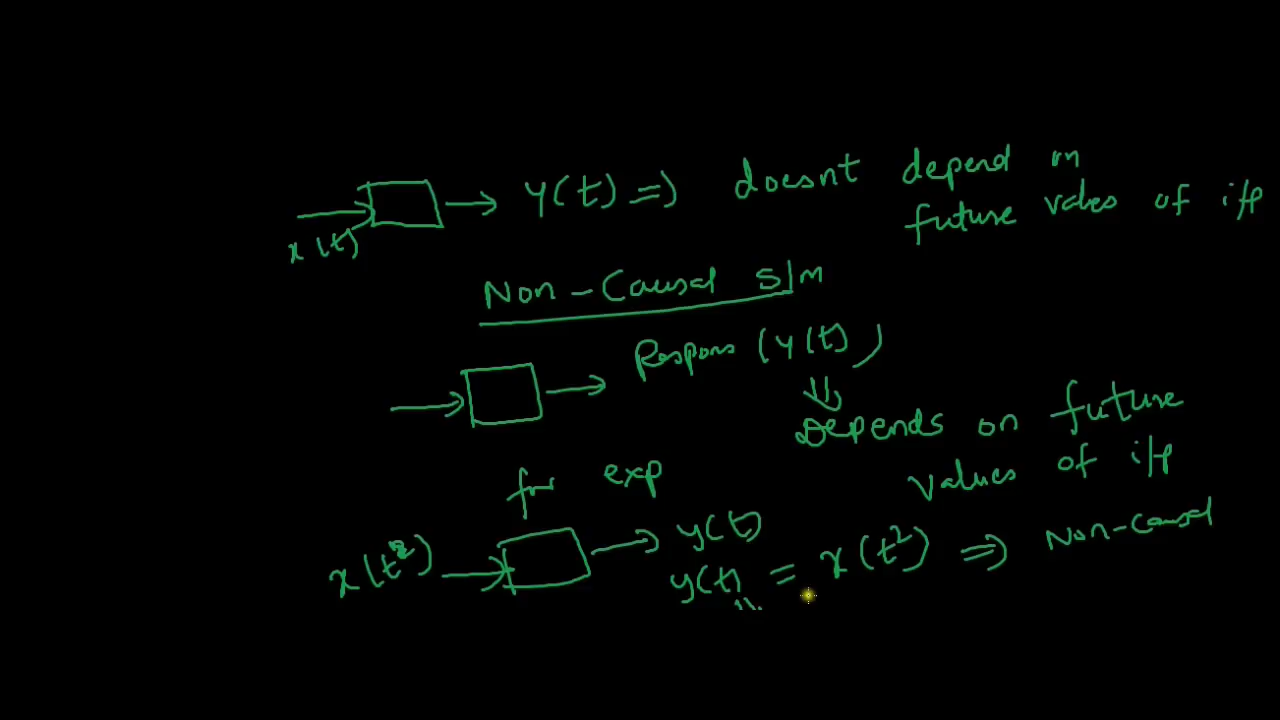 y(t) ⇒ doesnt depend on
future values of i/p
x(t)
Non-Causal s/m
Respons (y(t))
⇓
Depends on future
values of i/p
for exp
x(t²) y(t)
y(t) = x(t²) ⇒ Non-Causal